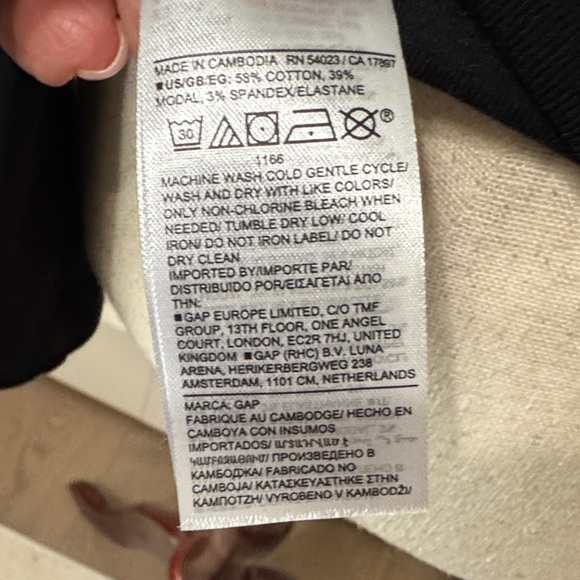 MADE IN CAMBODIA RN 54023 / CA 17897
■US/GB/EG: 59% COTTON, 39%
MODAL, 3% SPANDEX/ELASTANE
30
®
1166
MACHINE WASH COLD GENTLE CYCLE/
WASH AND DRY WITH LIKE COLORS/
ONLY NON-CHLORINE BLEACH WHEN
NEEDED/ TUMBLE DRY LOW/ COOL
IRON/ DO NOT IRON LABEL/ DO NOT
DRY CLEAN
IMPORTED BY/IMPORTE PAR/
DISTRIBUIDO POR/ΕΙΣΑΓΕΤΑΙ ΑΠΟ
ΤΗΝ:
■GAP EUROPE LIMITED, C/O TMF
GROUP, 13TH FLOOR, ONE ANGEL
COURT, LONDON, EC2R 7HJ, UNITED
KINGDOM ■GAP (RHC) B.V. LUNA
ARENA, HERIKERBERGWEG 238
AMSTERDAM, 1101 CM, NETHERLANDS
MARCA: GAP
FABRIQUE AU CAMBODGE/ HECHO EN
CAMBOYA CON INSUMOS
IMPORTADOS/
ПРОИЗВЕДЕНО В
КАМБОДЖА/ FABRICADO NO
CAMBOJA/ ΚΑΤΑΣΚΕΥΑΣΤΗΚΕ ΣΤΗΝ
ΚΑΜΠΟΤΖΗ/ VYROBENO V KAMBODŽI/